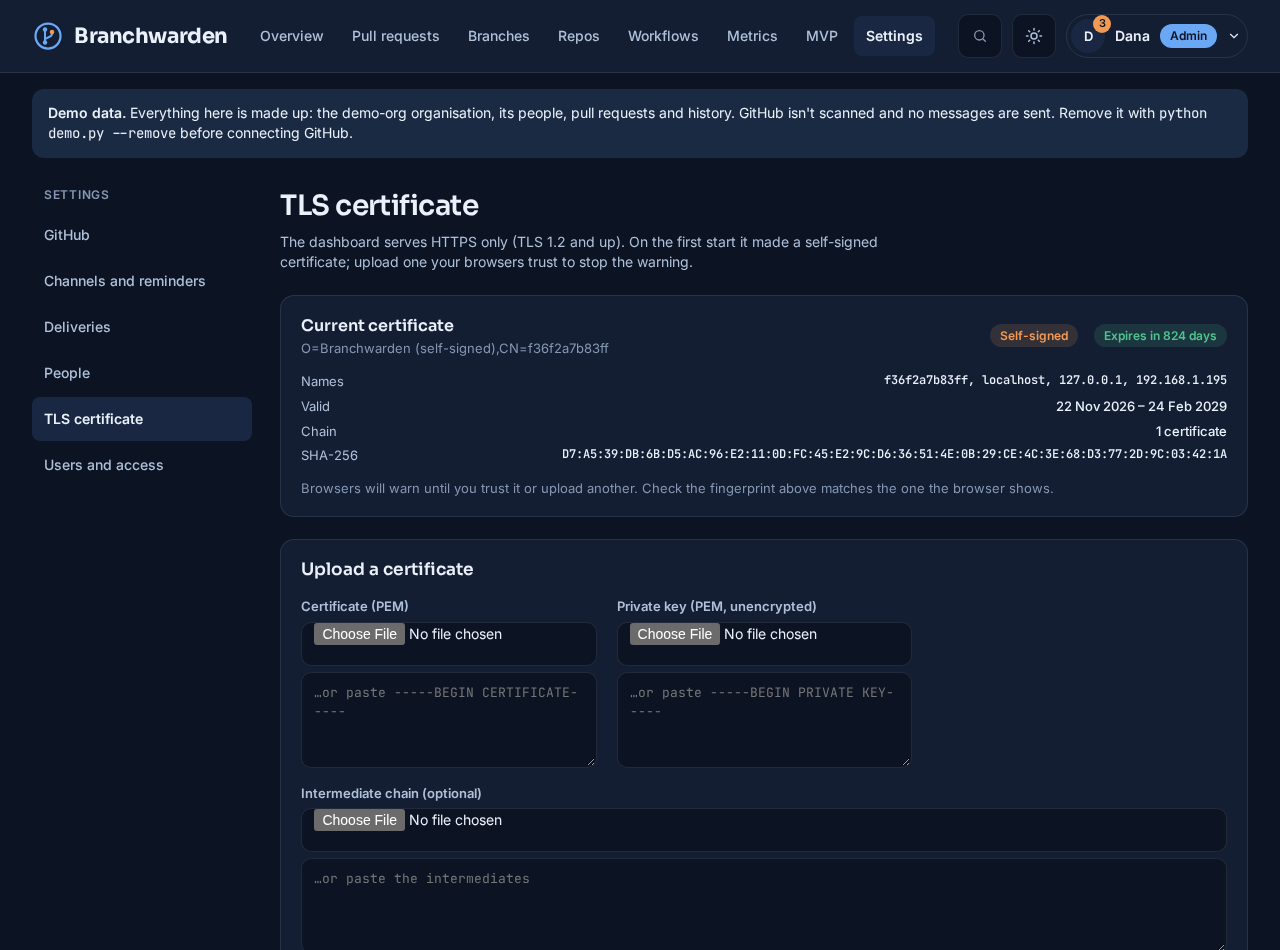 Branchwarden
Overview
Pull requests
Branches
Repos
Workflows
Metrics
MVP
Settings
D
3
Dana
Admin
Demo data. Everything here is made up: the demo-org organisation, its people, pull requests and history. GitHub isn't scanned and no messages are sent. Remove it with python
demo.py --remove before connecting GitHub.
SETTINGS
GitHub
Channels and reminders
Deliveries
People
TLS certificate
Users and access
TLS certificate
The dashboard serves HTTPS only (TLS 1.2 and up). On the first start it made a self-signed
certificate; upload one your browsers trust to stop the warning.
Current certificate
O=Branchwarden (self-signed),CN=f36f2a7b83ff
Self-signed
Expires in 824 days
Names f36f2a7b83ff, localhost, 127.0.0.1, 192.168.1.195
Valid 22 Nov 2026 – 24 Feb 2029
Chain 1 certificate
SHA-256 D7:A5:39:DB:6B:D5:AC:96:E2:11:0D:FC:45:E2:9C:D6:36:51:4E:0B:29:CE:4C:3E:68:D3:77:2D:9C:03:42:1A
Browsers will warn until you trust it or upload another. Check the fingerprint above matches the one the browser shows.
Upload a certificate
Certificate (PEM)
Choose File No file chosen
…or paste -----BEGIN CERTIFICATE-
----
Private key (PEM, unencrypted)
Choose File No file chosen
…or paste -----BEGIN PRIVATE KEY-
----
Intermediate chain (optional)
Choose File No file chosen
…or paste the intermediates